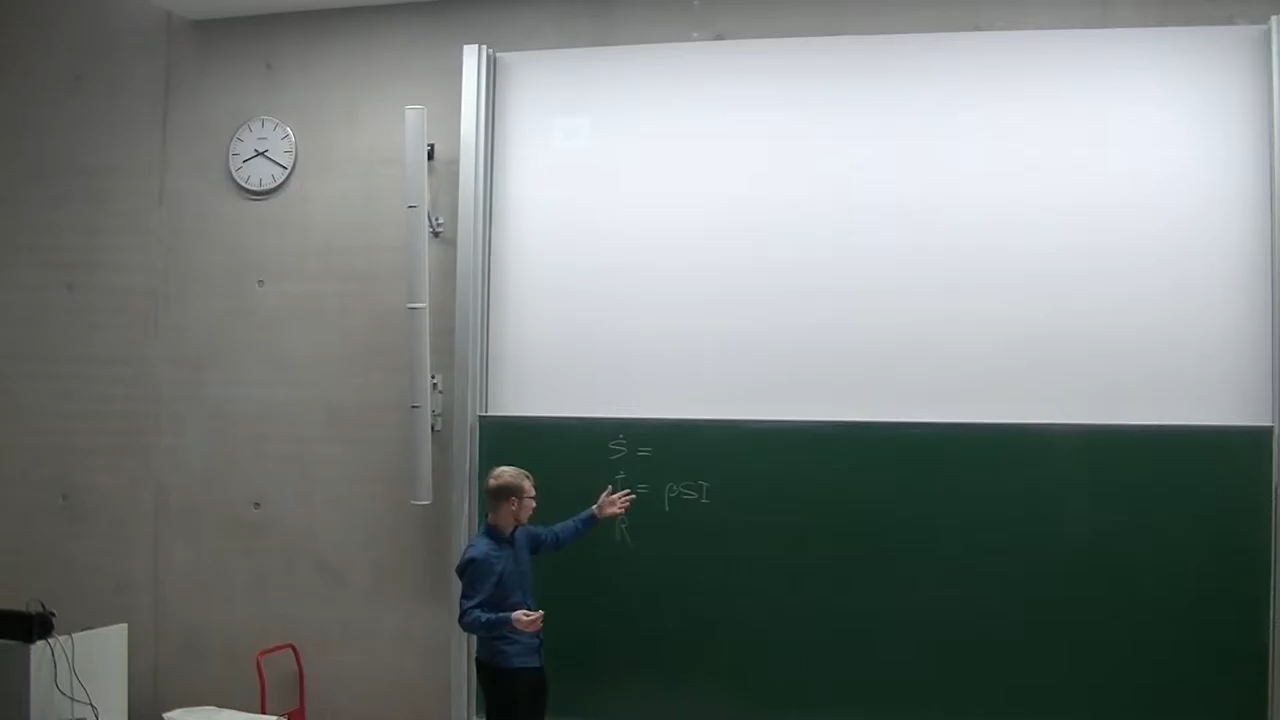 Ṡ =
İ = βSI
R